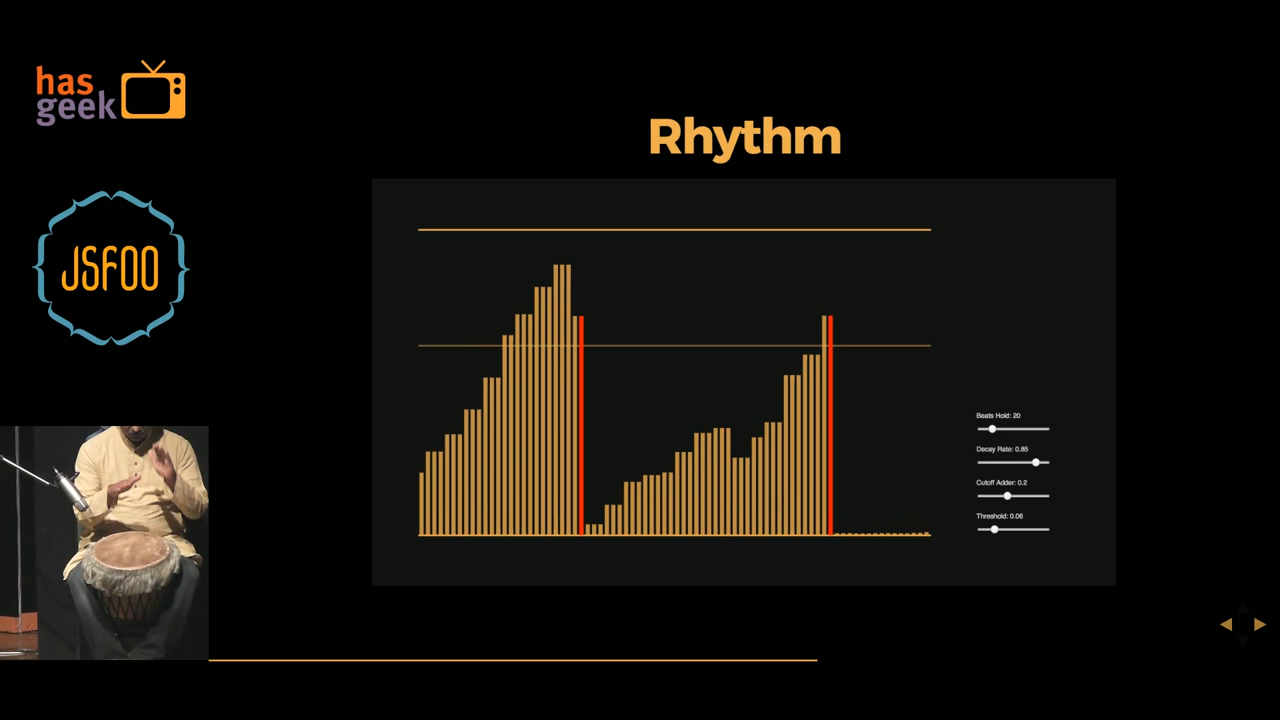 has
geek
JSFOO
Rhythm
Beats Hold: 20
Decay Rate: 0.85
Cutoff Adder: 0.2
Threshold: 0.06